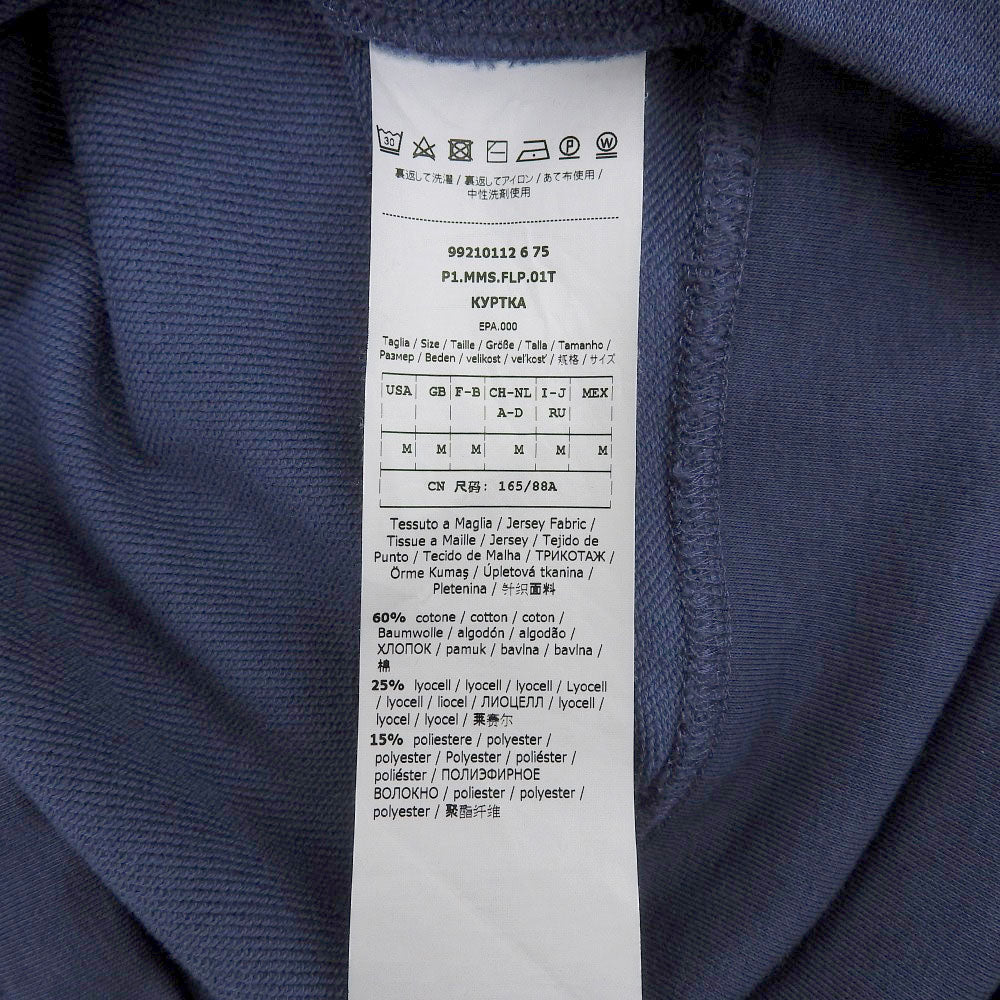 30 P W
裏返して洗濯 / 裏返してアイロン / あて布使用 /
中性洗剤使用
99210112 6 75
P1.MMS.FLP.01T
КУРТКА
EPA.000
Taglia / Size / Taille / Größe / Talla / Tamanho /
Размер / Beden / velikost / veľkosť / 规格 / サイズ
USA GB F-B CH-NL I-J MEX
A-D RU
M M M M M M
CN 尺码: 165/88A
Tessuto a Maglia / Jersey Fabric /
Tissue a Maille / Jersey / Tejido de
Punto / Tecido de Malha / ТРИКОТАЖ /
Örme Kumaş / Úpletová tkanina /
Pletenina / 针织面料
60% cotone / cotton / coton /
Baumwolle / algodón / algodão /
ХЛОПОК / pamuk / bavlna / bavlna /
棉
25% lyocell / lyocell / lyocell / Lyocell
/ lyocell / liocel / ЛИОЦЕЛЛ / lyocell /
lyocel / lyocel / 莱赛尔
15% poliestere / polyester /
polyester / Polyester / poliéster /
poliéster / ПОЛИЭФИРНОЕ
ВОЛОКНО / poliester / polyester /
polyester / 聚酯纤维